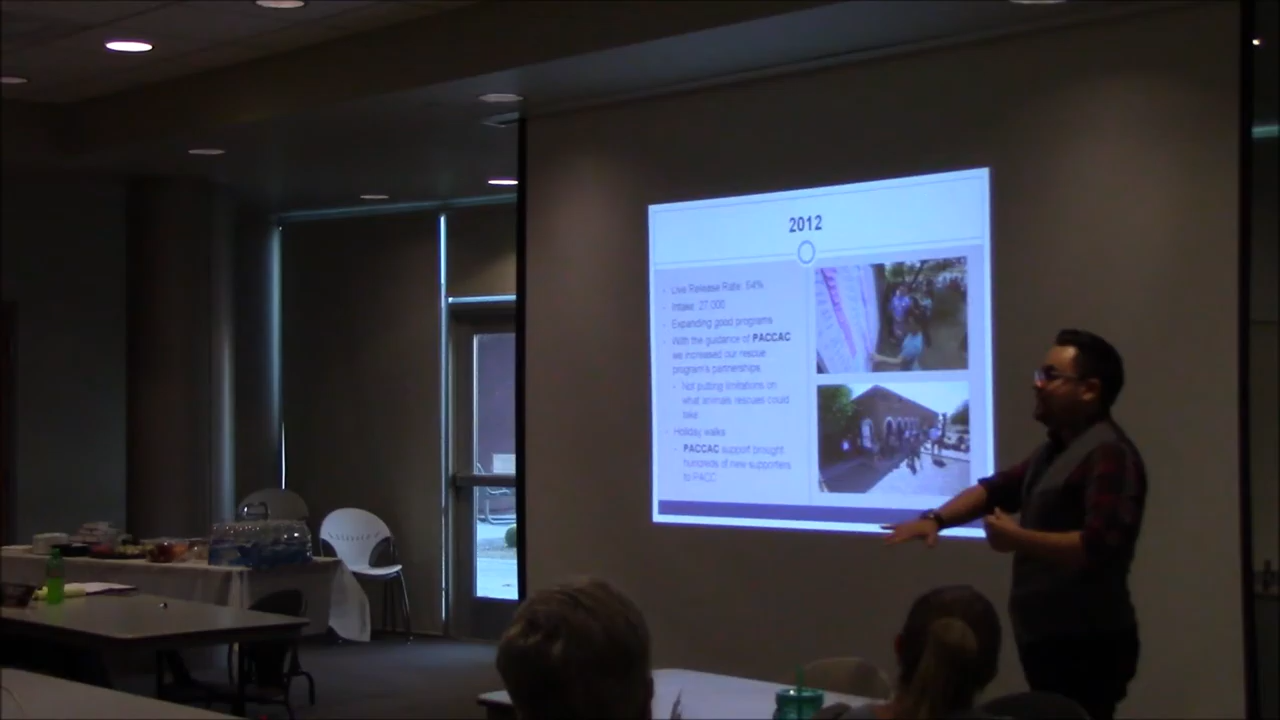 2012
Live Release Rate: 64%
Intake: 27,000
Expanding good programs
With the guidance of PACCAC
we increased our rescue
program's partnerships
Not putting limitations on
what animals rescues could
take
Holiday walks
PACCAC support brought
hundreds of new supporters
to PACC